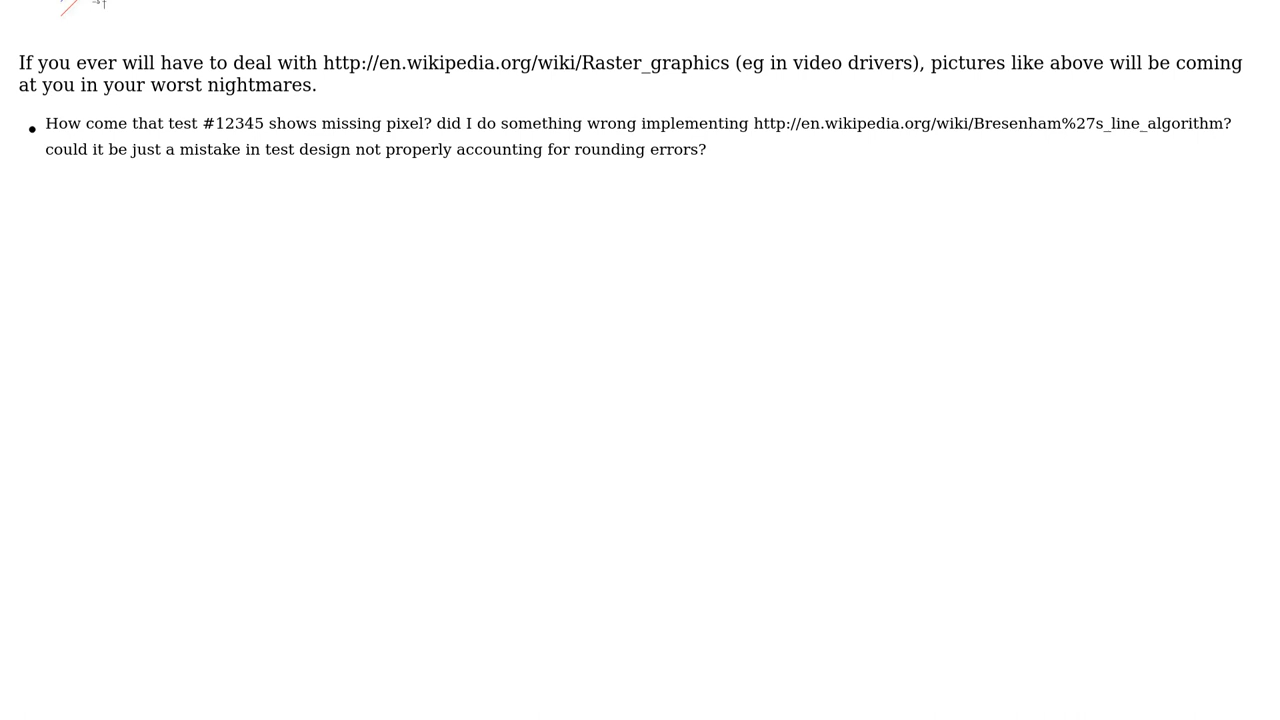 If you ever will have to deal with http://en.wikipedia.org/wiki/Raster_graphics (eg in video drivers), pictures like above will be coming
at you in your worst nightmares.
How come that test #12345 shows missing pixel? did I do something wrong implementing http://en.wikipedia.org/wiki/Bresenham%27s_line_algorithm?
could it be just a mistake in test design not properly accounting for rounding errors?